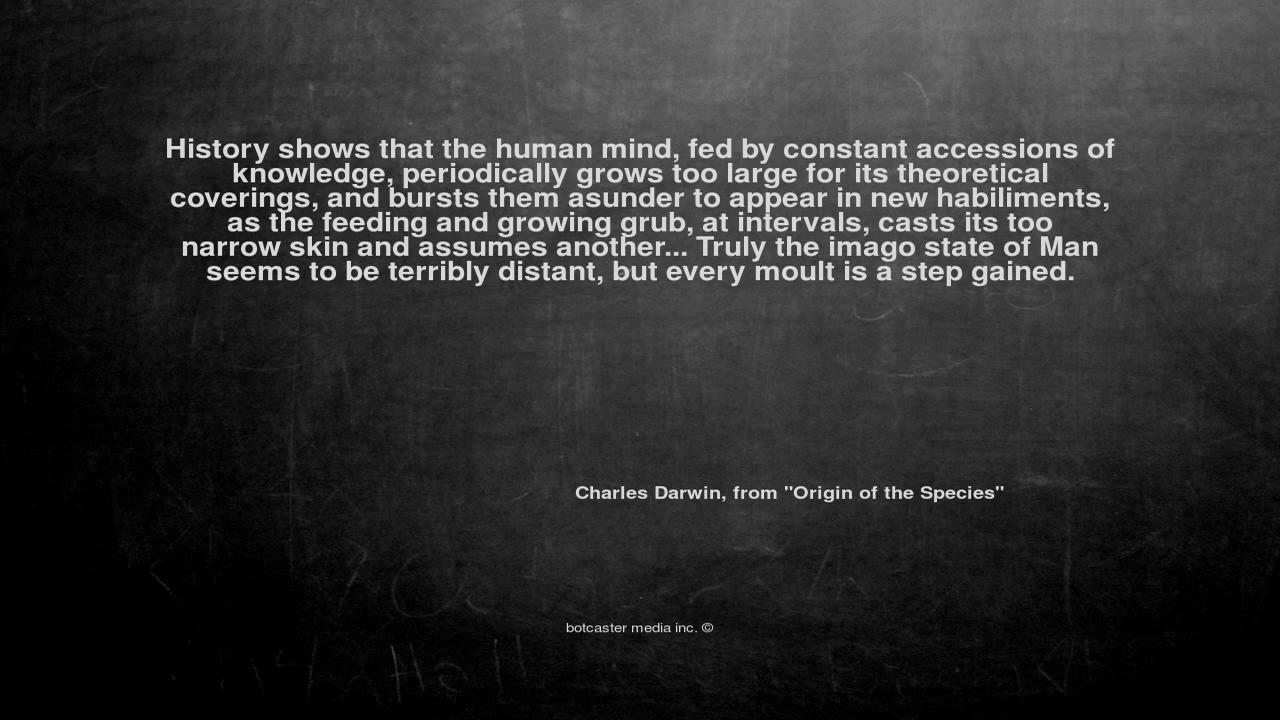 History shows that the human mind, fed by constant accessions of
knowledge, periodically grows too large for its theoretical
coverings, and bursts them asunder to appear in new habiliments,
as the feeding and growing grub, at intervals, casts its too
narrow skin and assumes another... Truly the imago state of Man
seems to be terribly distant, but every moult is a step gained.
Charles Darwin, from "Origin of the Species"
botcaster media inc. ©